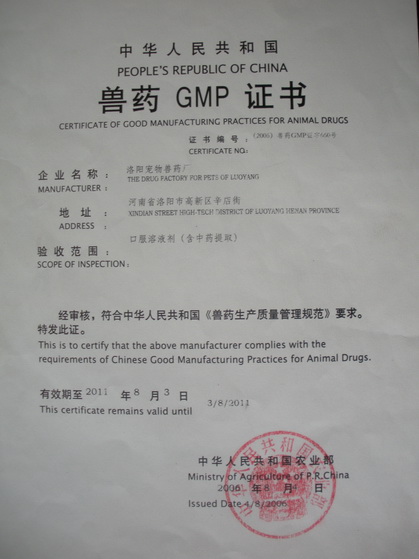 中华人民共和国
PEOPLE'S REPUBLIC OF CHINA
兽药 GMP 证书
CERTIFICATE OF GOOD MANUFACTURING PRACTICES FOR ANIMAL DRUGS
证书编号： 兽药GMP证
CERTIFICATE NO:
企业名称： 洛阳宠物兽药厂
MANUFACTURER： THE DRUG FACTORY FOR PETS OF LUOYANG
地址： 河南省洛阳市高新区辛店街
ADDRESS： XINDIAN STREET HIGH-TECH DISTRICT OF LUOYANG HENAN PROVINCE
验收范围： 口服溶液剂（含中药提取）
SCOPE OF INSPECTION：
经审核，符合中华人民共和国《兽药生产质量管理规范》要求。
特发此证。
This is to certify that the above manufacturer complies with the
requirements of Chinese Good Manufacturing Practices for Animal Drugs.
有效期至 2011 年 8 月 3 日
This certificate remains valid until 3/8/2011
中华人民共和国农业部
Ministry of Agriculture of P.R.China
2006 年 8 月 日
Issued Date 4/8/2006